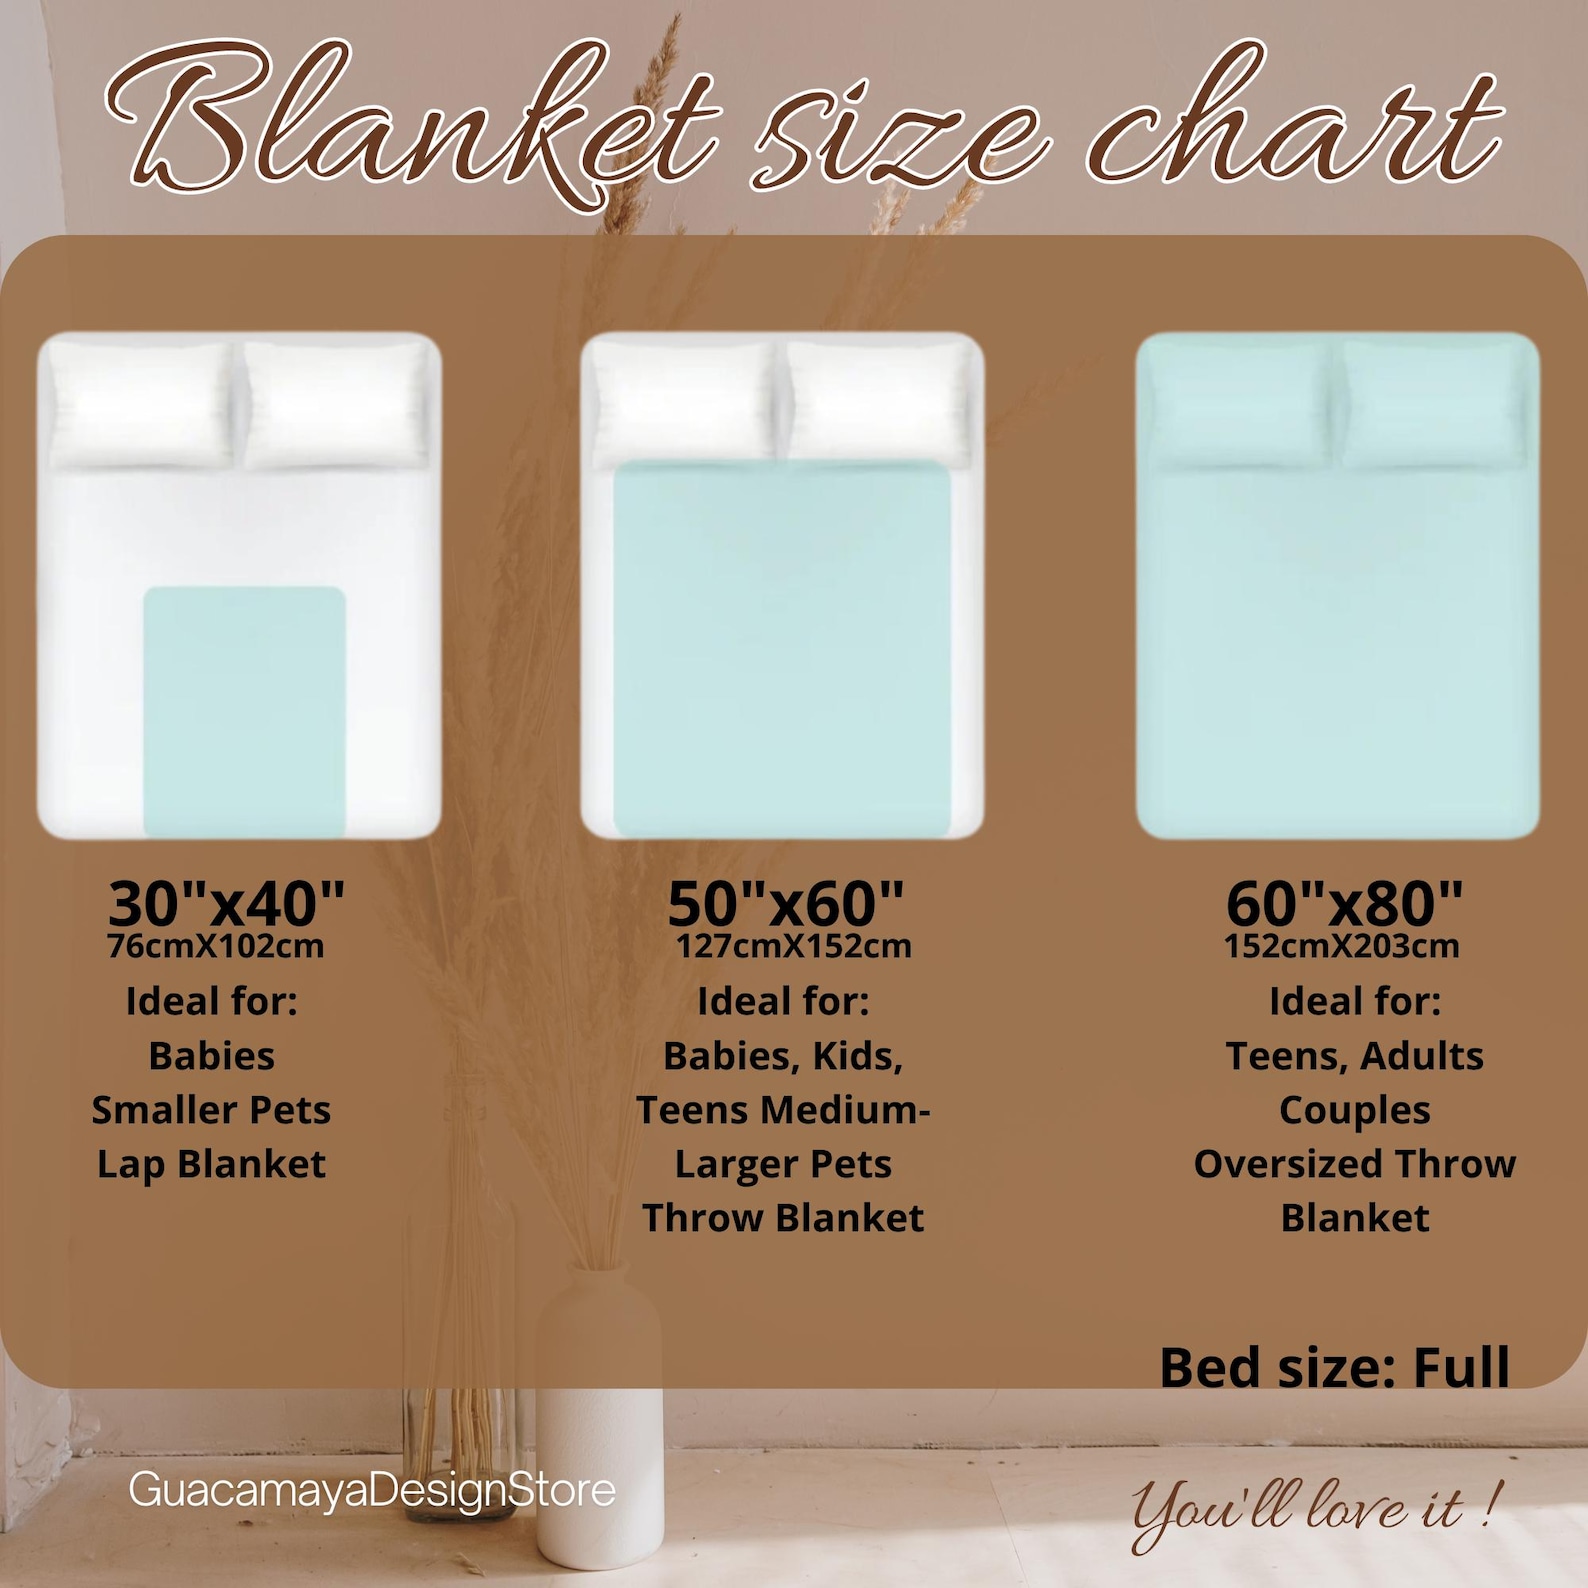 Blanket size chart
30"x40"
76cmX102cm
Ideal for:
Babies
Smaller Pets
Lap Blanket
50"x60"
127cmX152cm
Ideal for:
Babies, Kids,
Teens Medium-
Larger Pets
Throw Blanket
60"x80"
152cmX203cm
Ideal for:
Teens, Adults
Couples
Oversized Throw
Blanket
Bed size: Full
GuacamayaDesignStore
You'll love it !